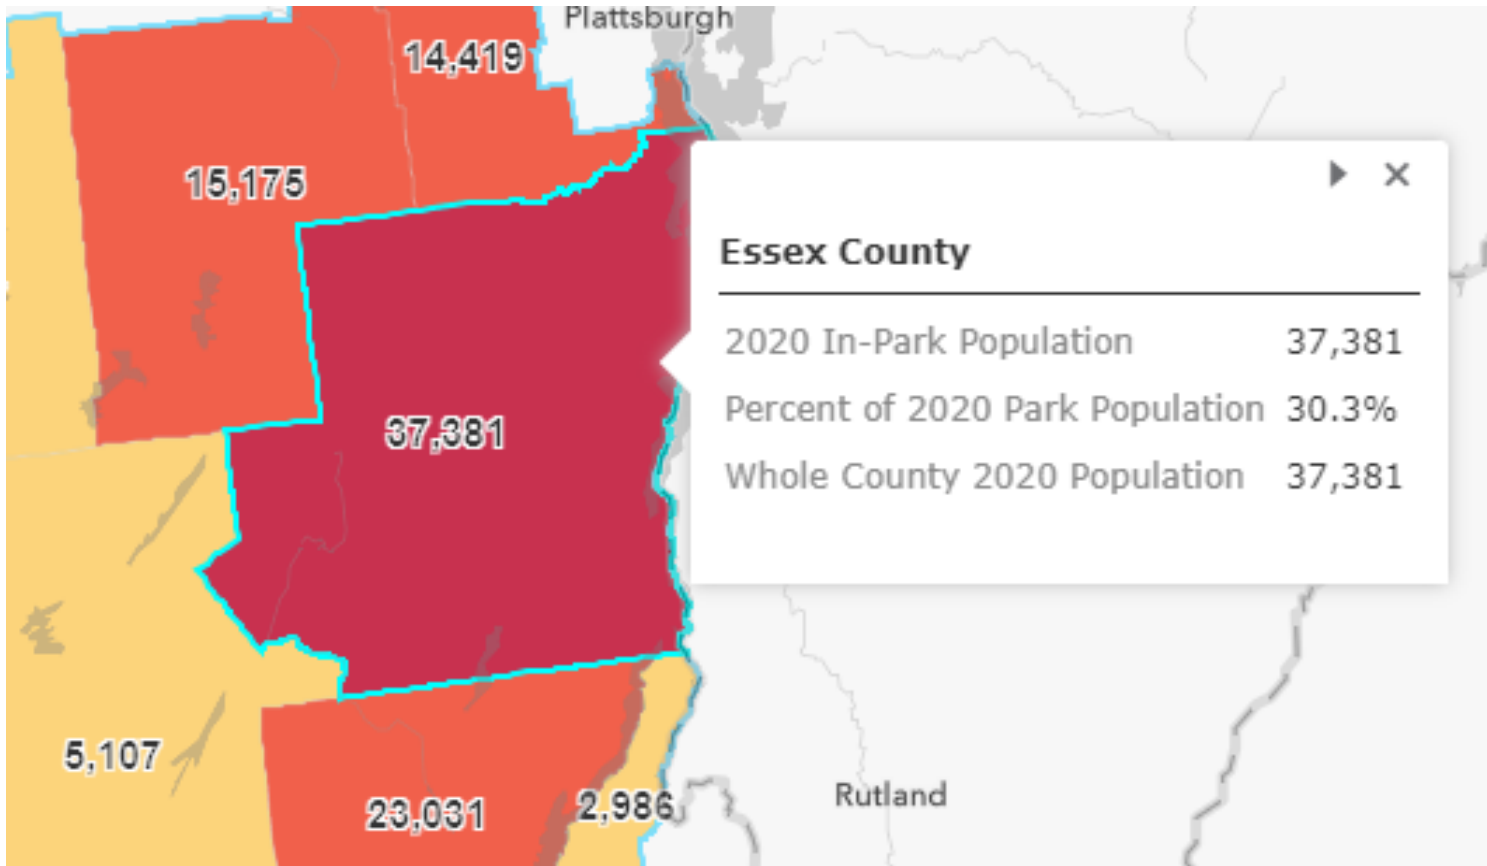 Plattsburgh
14,419
15,175
Essex County
2020 In-Park Population 37,381
Percent of 2020 Park Population 30.3%
Whole County 2020 Population 37,381
37,381
5,107
23,031
2,986
Rutland